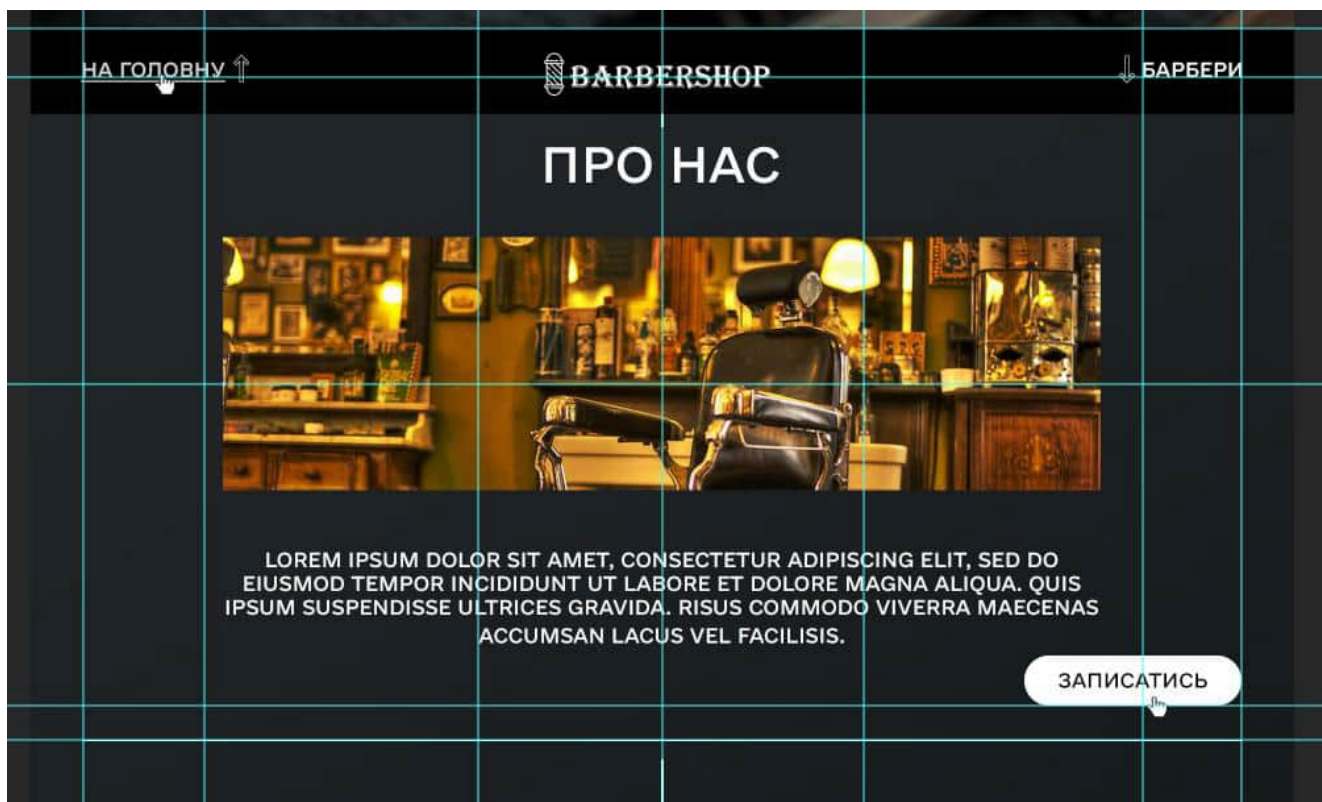 НА ГОЛОВНУ
BARBERSHOP
БАРБЕРИ
ПРО НАС
LOREM IPSUM DOLOR SIT AMET, CONSECTETUR ADIPISCING ELIT, SED DO
EIUSMOD TEMPOR INCIDIDUNT UT LABORE ET DOLORE MAGNA ALIQUA. QUIS
IPSUM SUSPENDISSE ULTRICES GRAVIDA. RISUS COMMODO VIVERRA MAECENAS
ACCUMSAN LACUS VEL FACILISIS.
ЗАПИСАТИСЬ